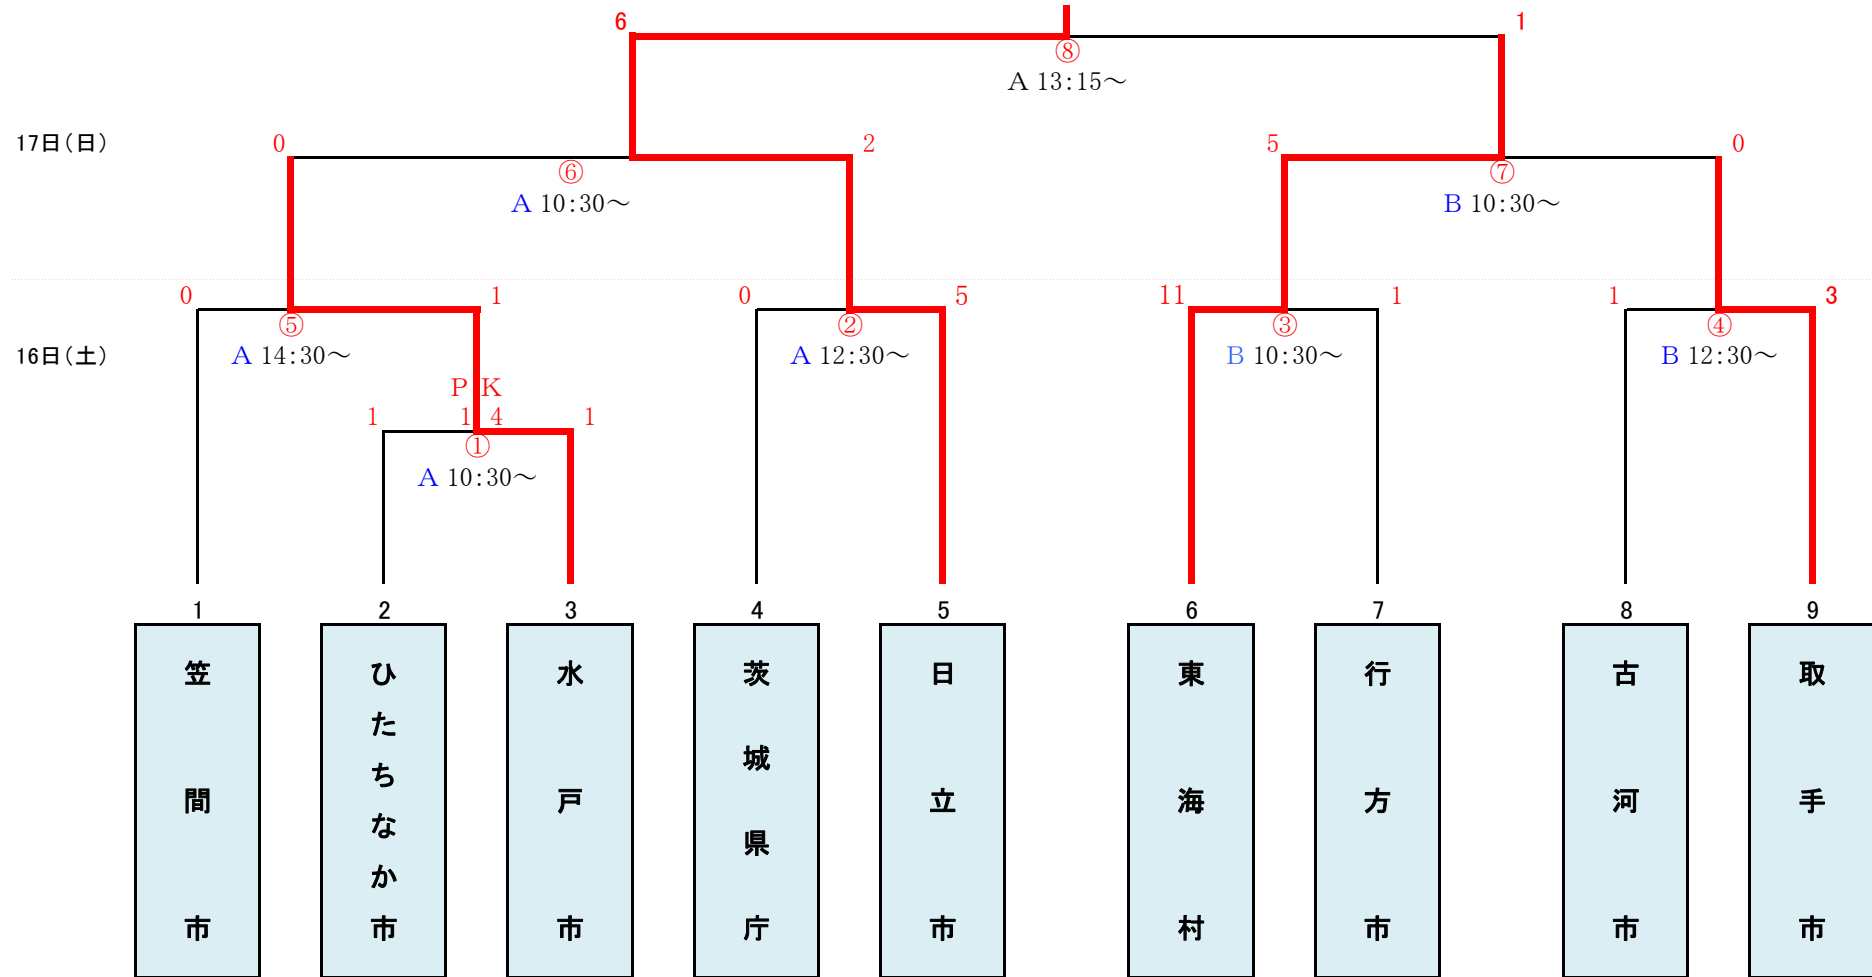 6 1
⑧
A 13:15～
17日(日)
0 2 5 0
⑥ ⑦
A 10:30～ B 10:30～
0 1 0 5 11 1 1 3
⑤ ② ③ ④
16日(土)
A 14:30～ A 12:30～ B 10:30～ B 12:30～
PK
1 1 4 1
①
A 10:30～
1 2 3 4 5 6 7 8 9
笠間市
ひたちなか市
水戸市
茨城県庁
日立市
東海村
行方市
古河市
取手市